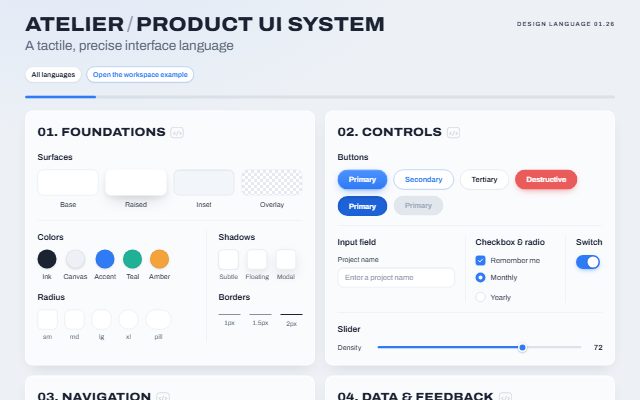 ATELIER/PRODUCT UI SYSTEM
DESIGN LANGUAGE 01.26
A tactile, precise interface language
All languages
Open the workspace example
01. FOUNDATIONS </>
Surfaces
Base Raised Inset Overlay
Colors
Ink Canvas Accent Teal Amber
Shadows
Subtle Floating Modal
Radius
sm md lg xl pill
Borders
1px 1.5px 2px
02. CONTROLS </>
Buttons
Primary Secondary Tertiary Destructive
Primary Primary
Input field
Project name
Enter a project name
Checkbox & radio
Remember me
Monthly
Yearly
Switch
Slider
Density 72
03. NAVIGATION </>
04. DATA & FEEDBACK </>